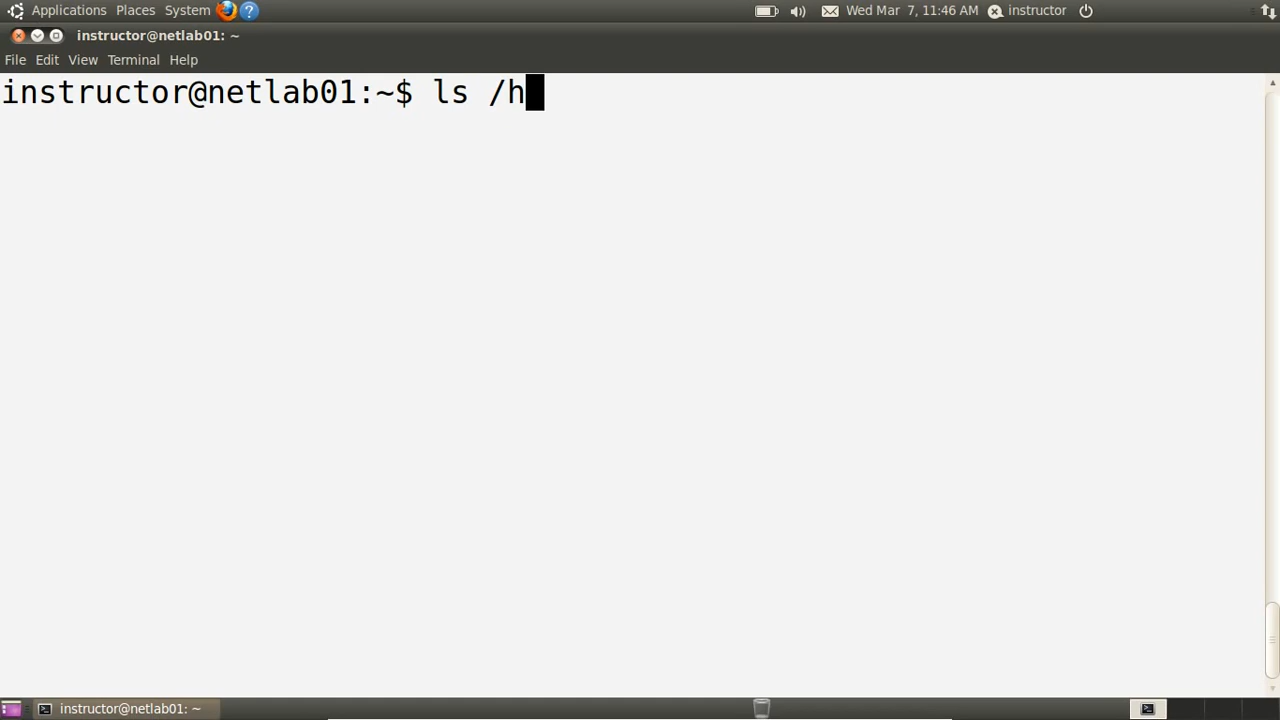 Applications Places System Wed Mar 7, 11:46 AM instructor
instructor@netlab01: ~
File Edit View Terminal Help
instructor@netlab01:~$ ls /h
instructor@netlab01: ~